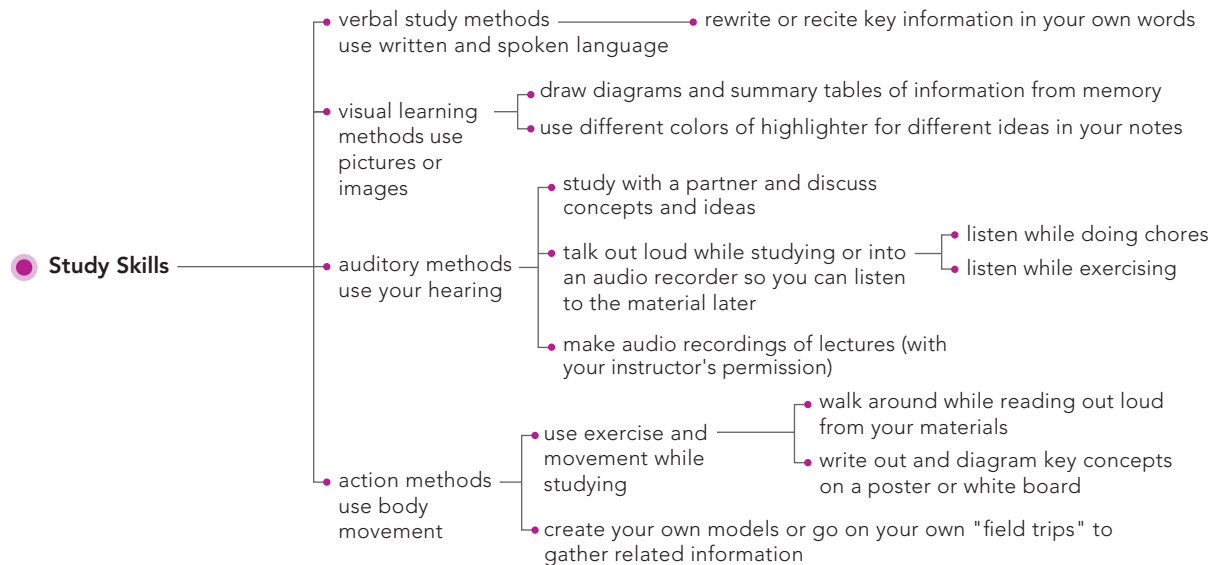 Study Skills
verbal study methods
use written and spoken language
rewrite or recite key information in your own words
visual learning
methods use
pictures or
images
draw diagrams and summary tables of information from memory
use different colors of highlighter for different ideas in your notes
auditory methods
use your hearing
study with a partner and discuss
concepts and ideas
talk out loud while studying or into
an audio recorder so you can listen
to the material later
listen while doing chores
listen while exercising
make audio recordings of lectures (with
your instructor's permission)
action methods
use body
movement
use exercise and
movement while
studying
walk around while reading out loud
from your materials
write out and diagram key concepts
on a poster or white board
create your own models or go on your own "field trips" to
gather related information